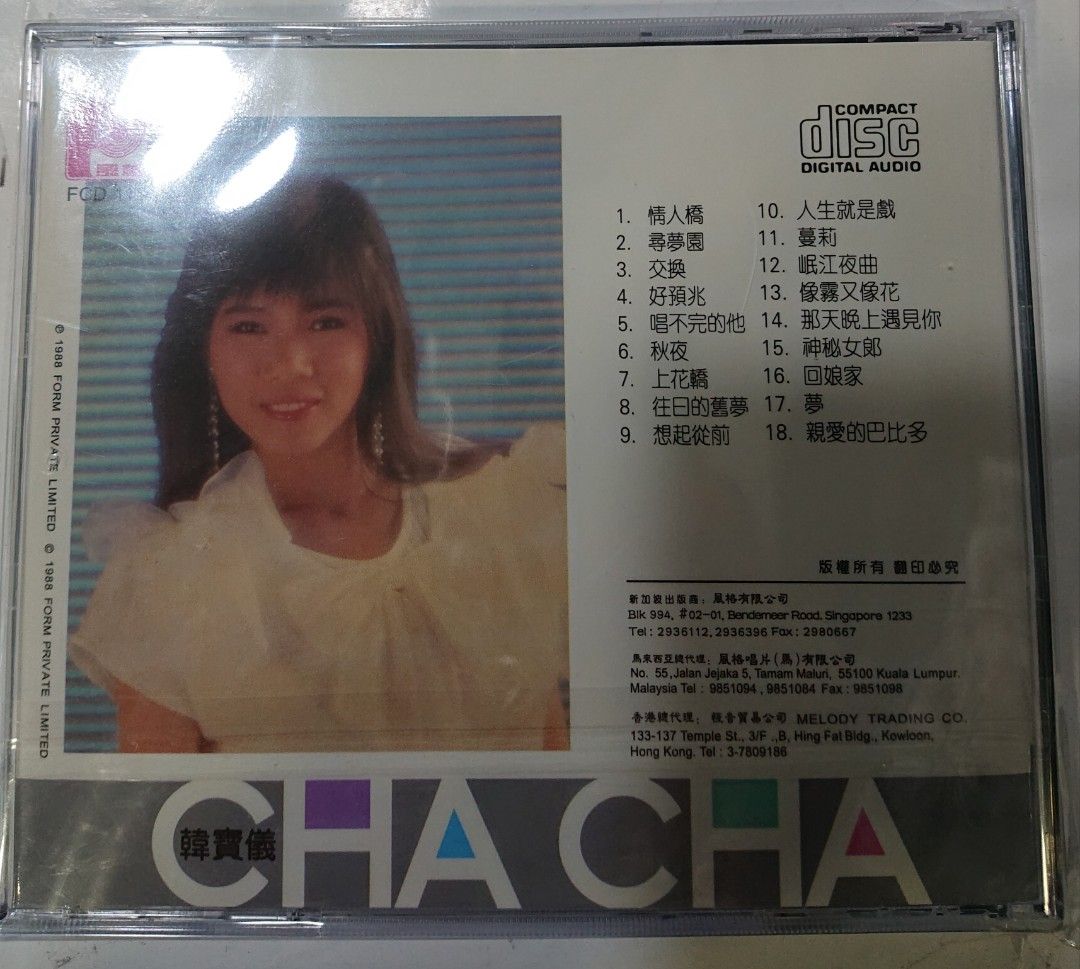 COMPACT
disc
DIGITAL AUDIO
FCD
1. 情人橋
2. 尋夢園
3. 交換
4. 好預兆
5. 唱不完的他
6. 秋夜
7. 上花轎
8. 往日的舊夢
9. 想起從前
10. 人生就是戲
11. 蔓莉
12. 岷江夜曲
13. 像霧又像花
14. 那天晚上遇見你
15. 神秘女郎
16. 回娘家
17. 夢
18. 親愛的巴比多
℗ 1988 FORM PRIVATE LIMITED © 1988 FORM PRIVATE LIMITED
版權所有 翻印必究
新加坡出版商：風格有限公司
Blk 994, #02-01, Bendemeer Road. Singapore 1233
Tel : 2936112, 2936396 Fax : 2980667
馬來西亞總代理：風格唱片(馬)有限公司
No. 55, Jalan Jejaka 5, Tamam Maluri, 55100 Kuala Lumpur.
Malaysia Tel : 9851094 , 9851084 Fax : 9851098
香港總代理：恆音貿易公司 MELODY TRADING CO.
133-137 Temple St., 3/F .,B, Hing Fat Bldg., Kowloon,
Hong Kong. Tel : 3-7809186
CHA CHA
韓寶儀